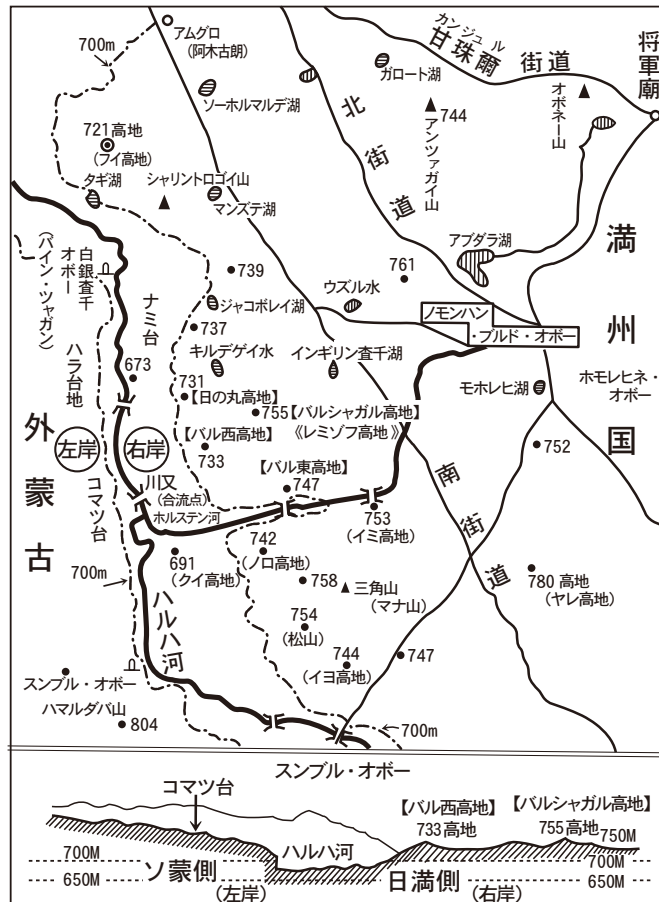 カンジュル
甘珠爾 街道
将軍廟
700m
アムグロ
(阿木古朗)
ガロート湖
オボネー山
ソーホルマルデ湖
北街道
744
アンツァガイ山
721高地
(フイ高地)
タギ湖
シャリントロゴイ山
マンズテ湖
アブダラ湖
満州国
白銀査干
オボー
(バイン・ツァガン)
739
761
ウズル水
ナミ台
ジャコボレイ湖
ノモンハン
・ブルド・オボー
737
ハラ台地
673
キルデゲイ水
インギリン査干湖
ホモレヒネ・
オボー
モホレヒ湖
731
【日の丸高地】
755【バルシャガル高地】
《レミゾフ高地》
外蒙古
左岸
右岸
【バル西高地】
733
752
【バル東高地】
747
南街道
川又
(合流点)
ホルステン河
コマツ台
753
(イミ高地)
742
(ノロ高地)
691
(クイ高地)
700m
758
三角山
(マナ山)
780 高地
(ヤレ高地)
ハルハ河
754
(松山)
744
(イヨ高地)
747
スンブル・オボー
ハマルダバ山
804
700m
スンブル・オボー
コマツ台
【バル西高地】
733高地
【バルシャガル高地】
755高地
750M
ハルハ河
700M
700M
ソ蒙側
日満側
650M
650M
(左岸)
(右岸)